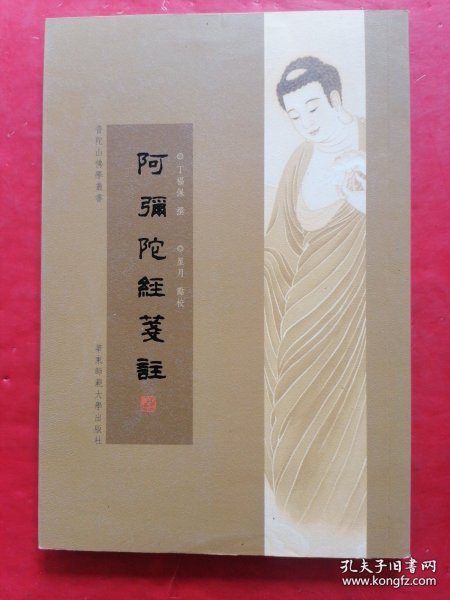 普陀山佛學叢書
阿彌陀經箋註
丁福保 撰
星月 點校
華東師範大學出版社
孔夫子旧书网
www.kongfz.com